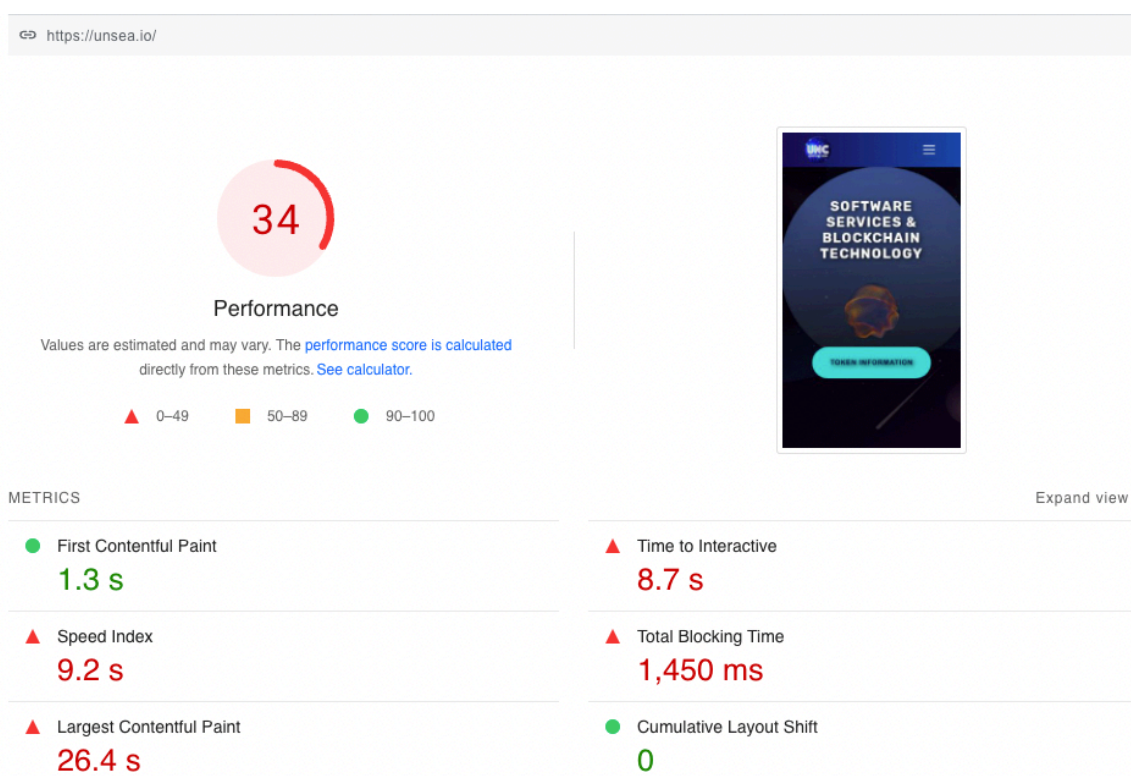 https://unsea.io/
34
Performance
Values are estimated and may vary. The performance score is calculated
directly from these metrics. See calculator.
0–49
50–89
90–100
UHC
SOFTWARE
SERVICES &
BLOCKCHAIN
TECHNOLOGY
TOKEN INFORMATION
METRICS
Expand view
First Contentful Paint
1.3 s
Time to Interactive
8.7 s
Speed Index
9.2 s
Total Blocking Time
1,450 ms
Largest Contentful Paint
26.4 s
Cumulative Layout Shift
0